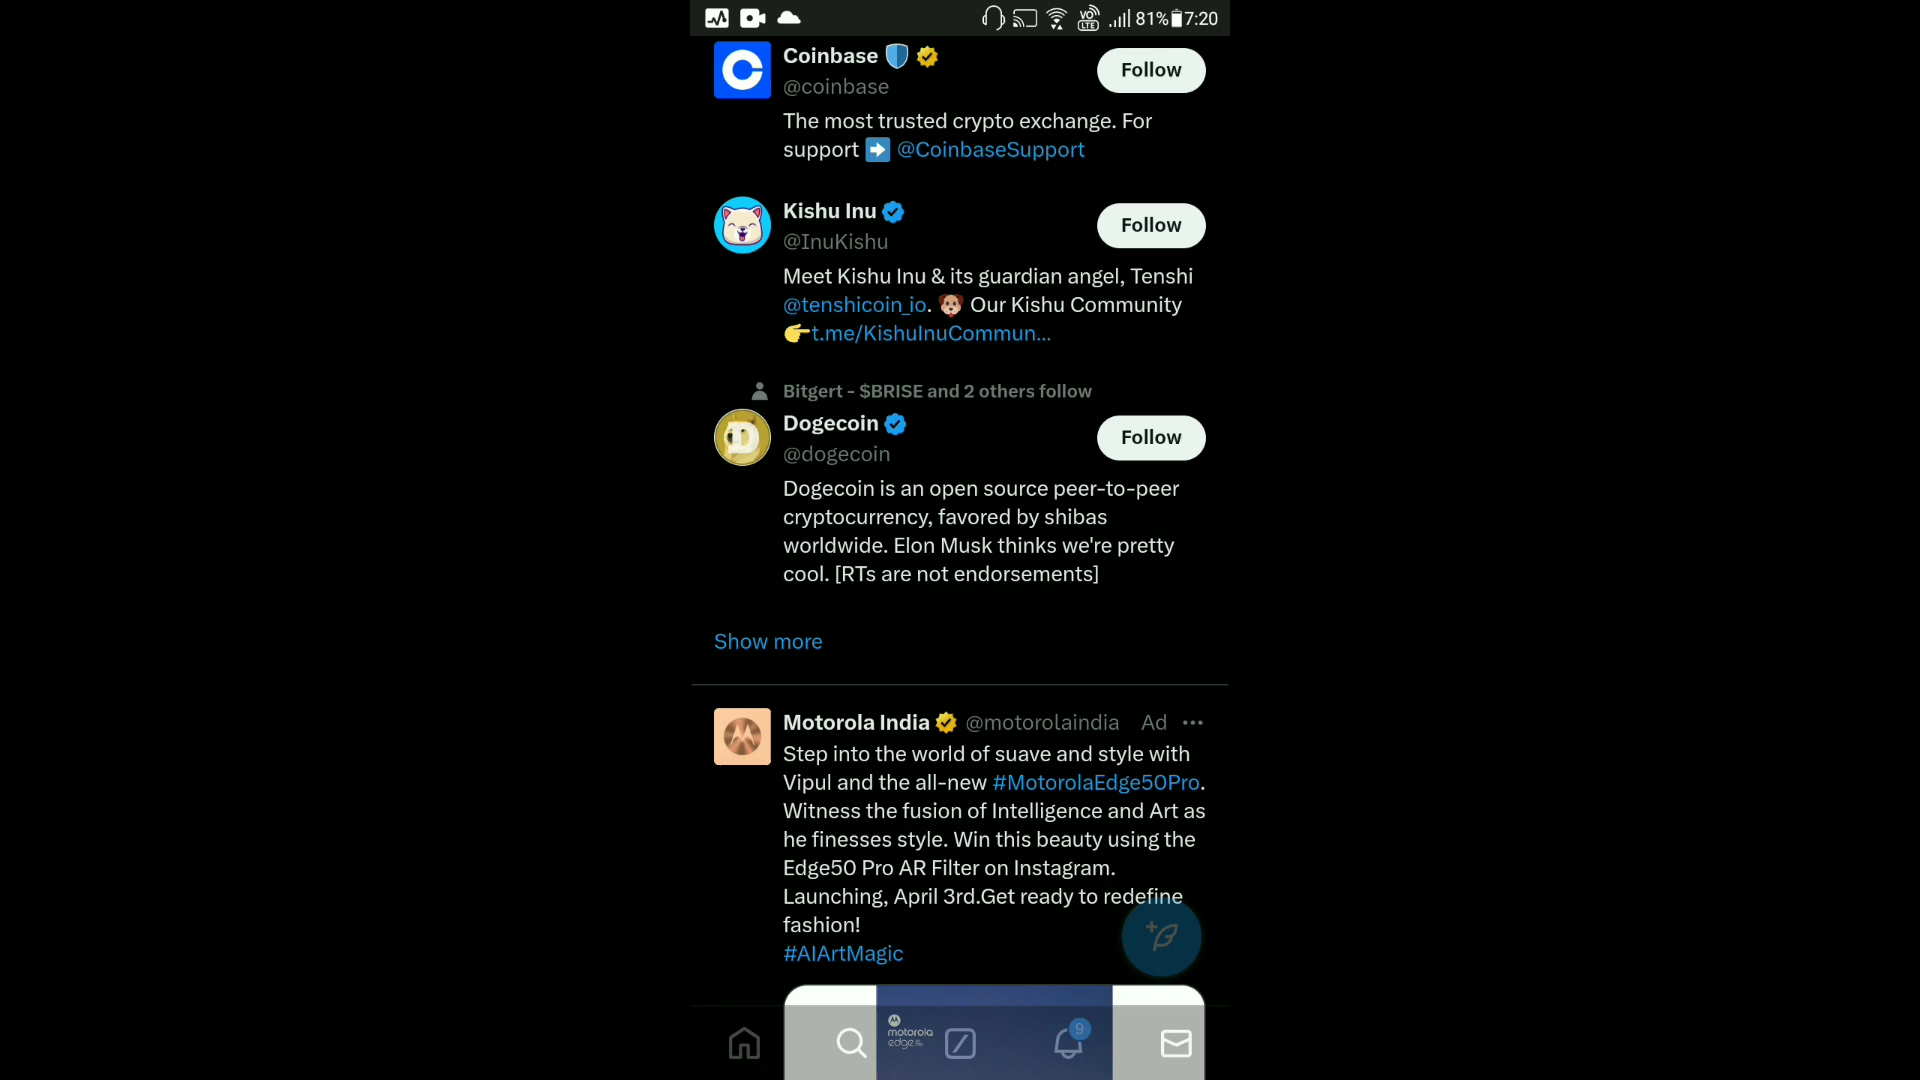 VO LTE 81% 7:20
Coinbase
@coinbase
Follow
The most trusted crypto exchange. For
support @CoinbaseSupport
Kishu Inu
@InuKishu
Follow
Meet Kishu Inu & its guardian angel, Tenshi
@tenshicoin_io. Our Kishu Community
t.me/KishuInuCommun...
Bitgert - $BRISE and 2 others follow
Dogecoin
@dogecoin
Follow
Dogecoin is an open source peer-to-peer
cryptocurrency, favored by shibas
worldwide. Elon Musk thinks we're pretty
cool. [RTs are not endorsements]
Show more
Motorola India @motorolaindia Ad
Step into the world of suave and style with
Vipul and the all-new #MotorolaEdge50Pro.
Witness the fusion of Intelligence and Art as
he finesses style. Win this beauty using the
Edge50 Pro AR Filter on Instagram.
Launching, April 3rd.Get ready to redefine
fashion!
#AIArtMagic
motorola
edge
9